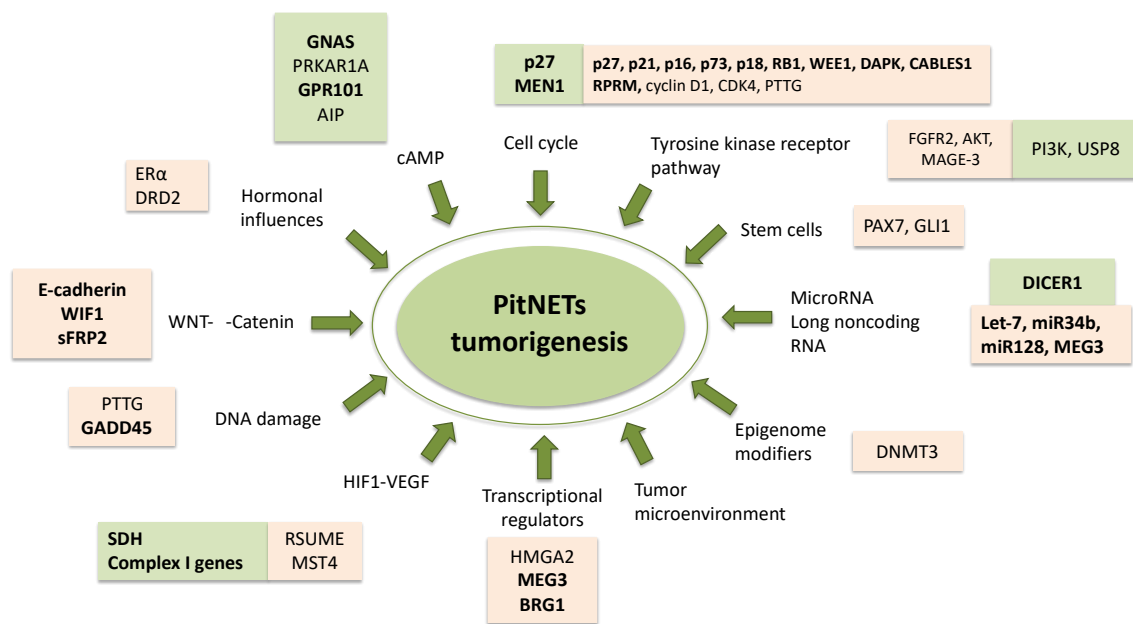 GNAS
PRKAR1A
GPR101
AIP
p27
MEN1
p27, p21, p16, p73, p18, RB1, WEE1, DAPK, CABLES1
RPRM, cyclin D1, CDK4, PTTG
cAMP
Cell cycle
Tyrosine kinase receptor
pathway
FGFR2, AKT,
MAGE-3
PI3K, USP8
ERα
DRD2
Hormonal
influences
Stem cells
PAX7, GLI1
E-cadherin
WIF1
sFRP2
WNT- -Catenin
PitNETs
tumorigenesis
MicroRNA
Long noncoding
RNA
DICER1
Let-7, miR34b,
miR128, MEG3
PTTG
GADD45
DNA damage
Epigenome
modifiers
DNMT3
HIF1-VEGF
Transcriptional
regulators
Tumor
microenvironment
SDH
Complex I genes
RSUME
MST4
HMGA2
MEG3
BRG1